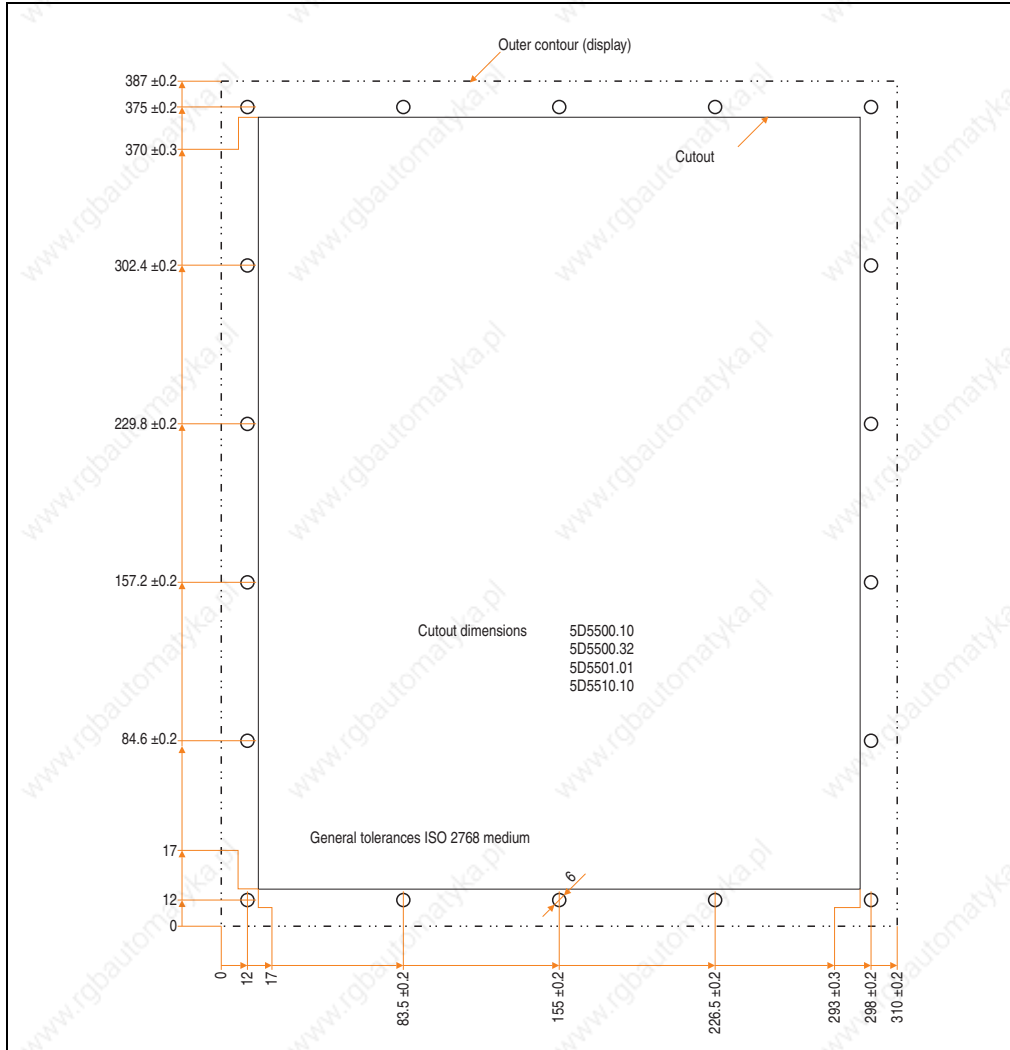 Outer contour (display)
387 ±0.2
375 ±0.2
370 ±0.3
Cutout
302.4 ±0.2
229.8 ±0.2
157.2 ±0.2
Cutout dimensions 5D5500.10
5D5500.32
5D5501.01
5D5510.10
84.6 ±0.2
General tolerances ISO 2768 medium
17
6
12
0
0
12
17
83.5 ±0.2
155 ±0.2
226.5 ±0.2
293 ±0.3
298 ±0.2
310 ±0.2
www.rgbautomatyka.pl